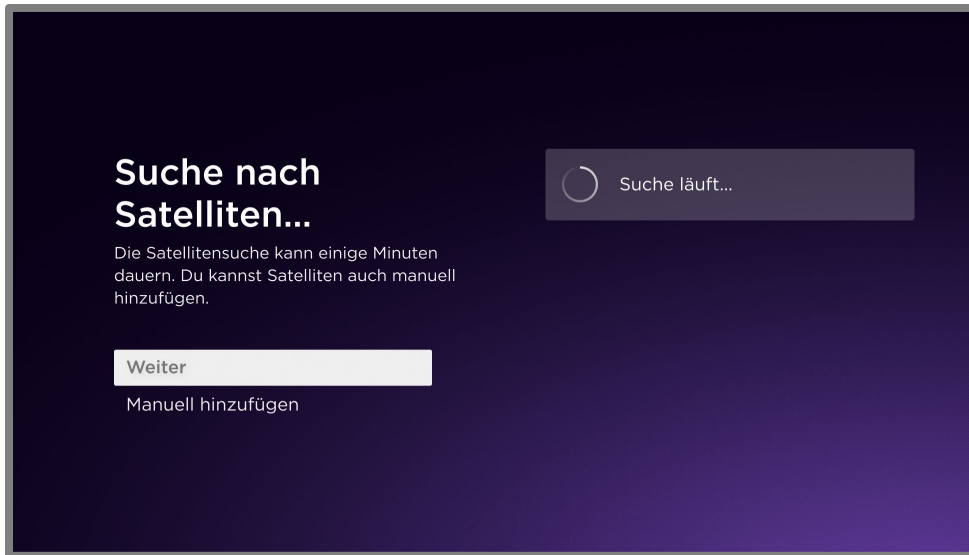 Suche nach
Satelliten...
Die Satellitensuche kann einige Minuten
dauern. Du kannst Satelliten auch manuell
hinzufügen.
Weiter
Manuell hinzufügen
Suche läuft...